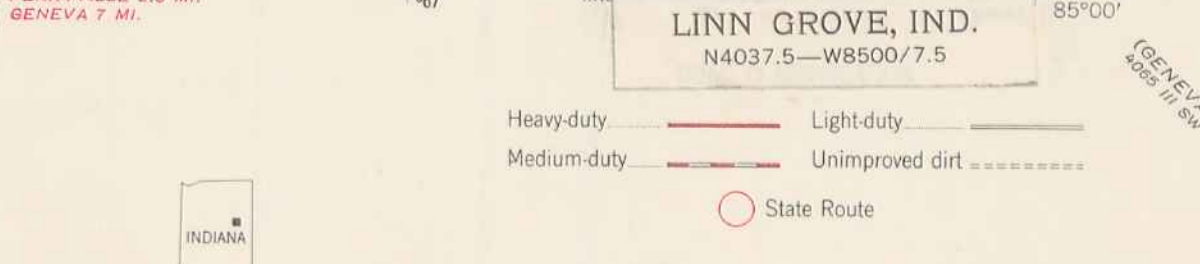 GENEVA 7 MI.
LINN GROVE, IND.
N4037.5—W8500/7.5
85°00'
(GENEVA
4065 III SW
Heavy-duty
Light-duty
Medium-duty
Unimproved dirt
State Route
INDIANA